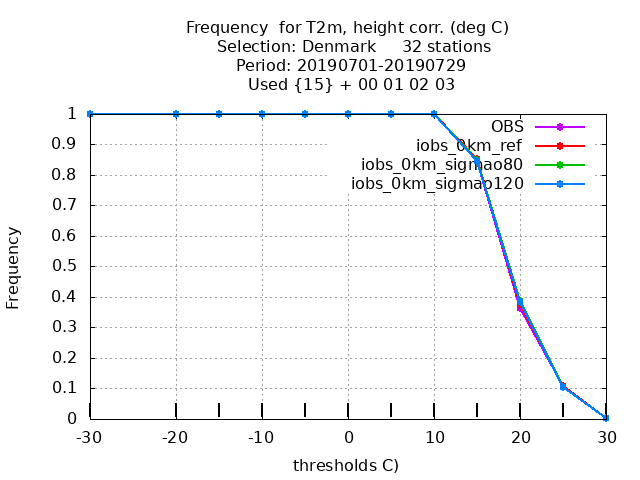 Frequency  for T2m, height corr. (deg C)
Selection: Denmark     32 stations
Period: 20190701-20190729
Used {15} + 00 01 02 03
1
0.9
0.8
0.7
0.6
0.5
0.4
0.3
0.2
0.1
0
Frequency
OBS
iobs_0km_ref
iobs_0km_sigmao80
iobs_0km_sigmao120
-30 -20 -10 0 10 20 30
thresholds C)